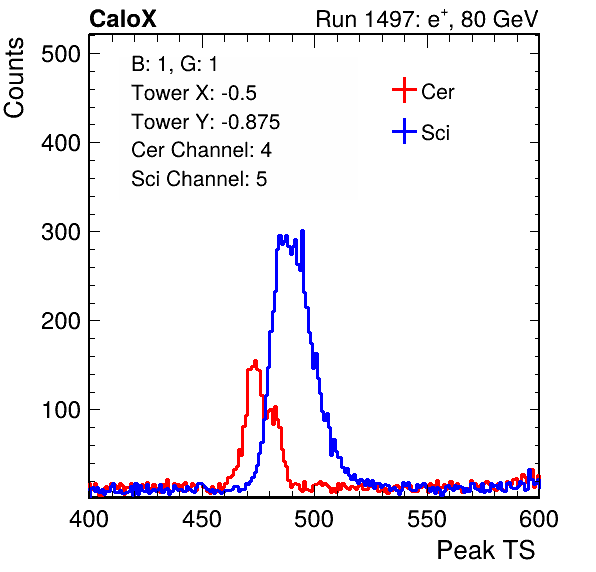 CaloX Run 1497: e⁺, 80 GeV
Counts
B: 1, G: 1
Tower X: -0.5
Tower Y: -0.875
Cer Channel: 4
Sci Channel: 5
Cer
Sci
500
400
300
200
100
400 450 500 550 600
Peak TS